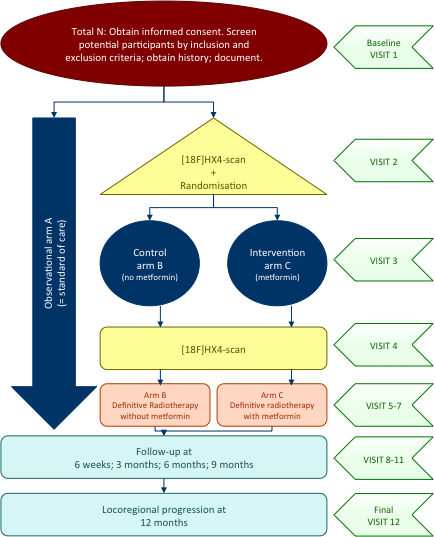 Total N: Obtain informed consent. Screen
potential participants by inclusion and
exclusion criteria; obtain history; document.
Baseline
VISIT 1
[18F]HX4-scan
+
Randomisation
VISIT 2
Observational arm A
(= standard of care)
Control
arm B
(no metformin)
Intervention
arm C
(metformin)
VISIT 3
[18F]HX4-scan
VISIT 4
Arm B
Definitive Radiotherapy
without metformin
Arm C
Definitive radiotherapy
with metformin
VISIT 5-7
Follow-up at
6 weeks; 3 months; 6 months; 9 months
VISIT 8-11
Locoregional progression at
12 months
Final
VISIT 12